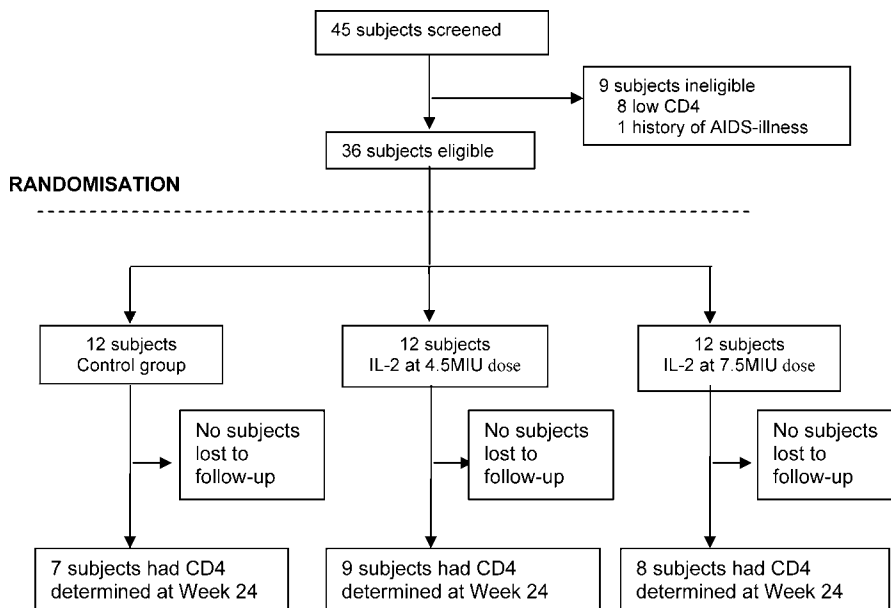 45 subjects screened
9 subjects ineligible
8 low CD4
1 history of AIDS-illness
36 subjects eligible
RANDOMISATION
12 subjects
Control group
12 subjects
IL-2 at 4.5MIU dose
12 subjects
IL-2 at 7.5MIU dose
No subjects
lost to
follow-up
No subjects
lost to
follow-up
No subjects
lost to
follow-up
7 subjects had CD4
determined at Week 24
9 subjects had CD4
determined at Week 24
8 subjects had CD4
determined at Week 24